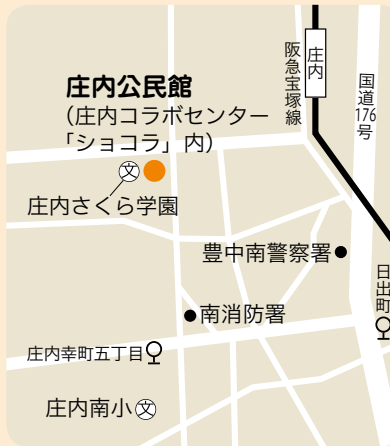 庄内公民館
(庄内コラボセンター
「ショコラ」内)
文
庄内さくら学園
阪急宝塚線
庄内
国道176号
豊中南警察署
日出町
南消防署
庄内幸町五丁目
庄内南小
文